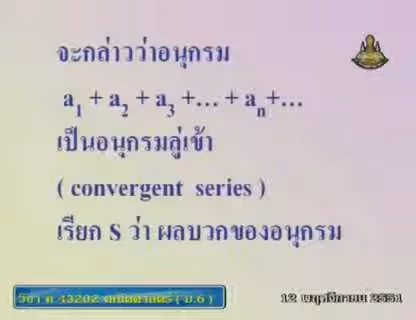 จะกล่าวว่าอนุกรม
a₁ + a₂ + a₃ +... + aₙ+...
เป็นอนุกรมลู่เข้า
( convergent series )
เรียก S ว่า ผลบวกของอนุกรม
วิชา ค.43202 คณิตศาสตร์ ( ม.6 )
12 พฤศจิกายน 2551